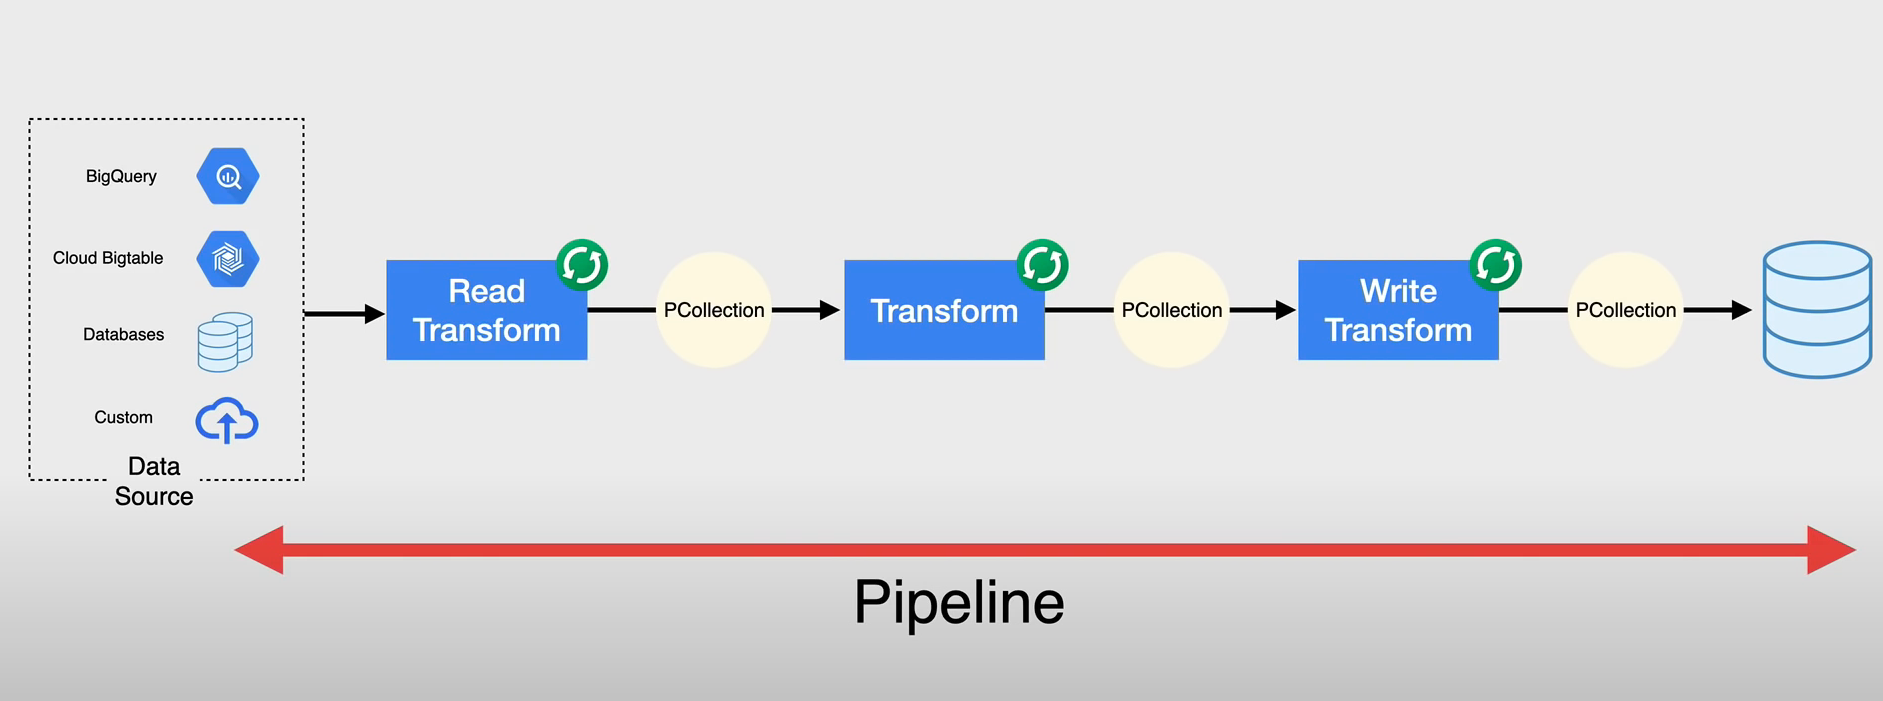 BigQuery
Cloud Bigtable
Databases
Custom
Data
Source
Read
Transform
PCollection
Transform
PCollection
Write
Transform
PCollection
Pipeline